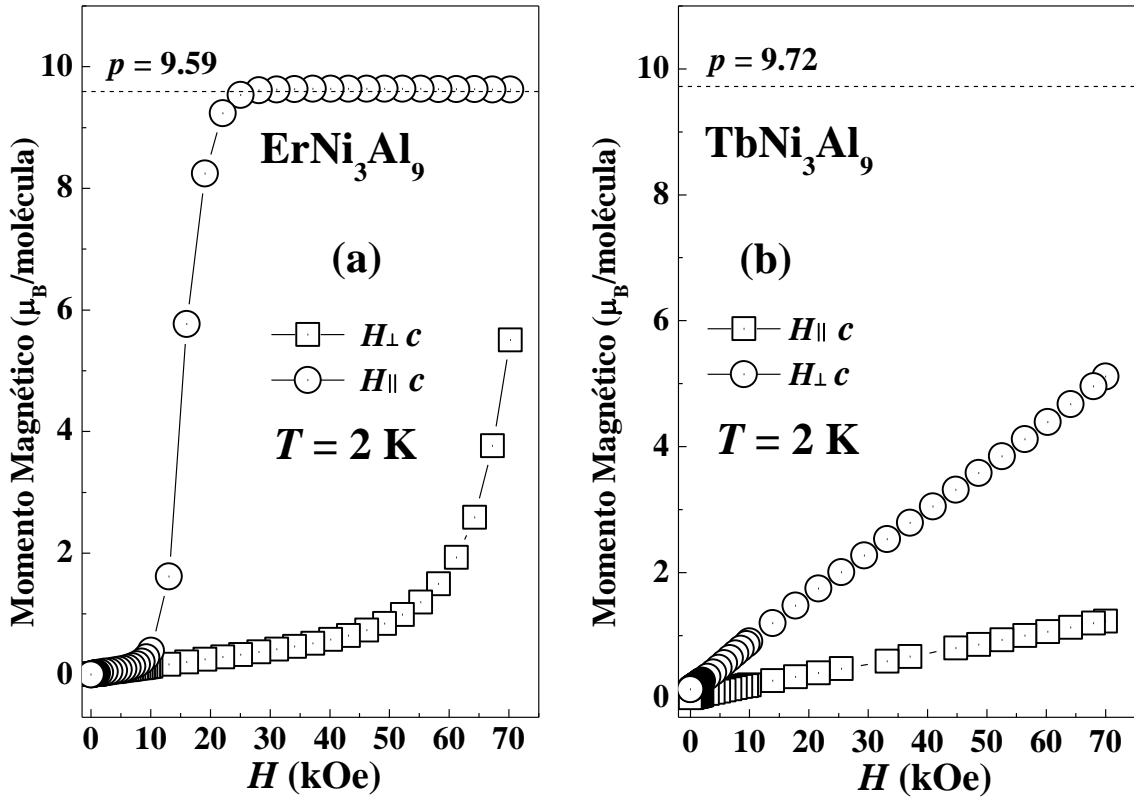 Momento Magnético (μ_B/molécula)
10
8
6
4
2
0
p = 9.59
ErNi₃Al₉
(a)
H⊥ c
H|| c
T = 2 K
0 10 20 30 40 50 60 70
H (kOe)
Momento Magnético (μ_B/molécula)
10
8
6
4
2
0
p = 9.72
TbNi₃Al₉
(b)
H|| c
H⊥ c
T = 2 K
0 10 20 30 40 50 60 70
H (kOe)